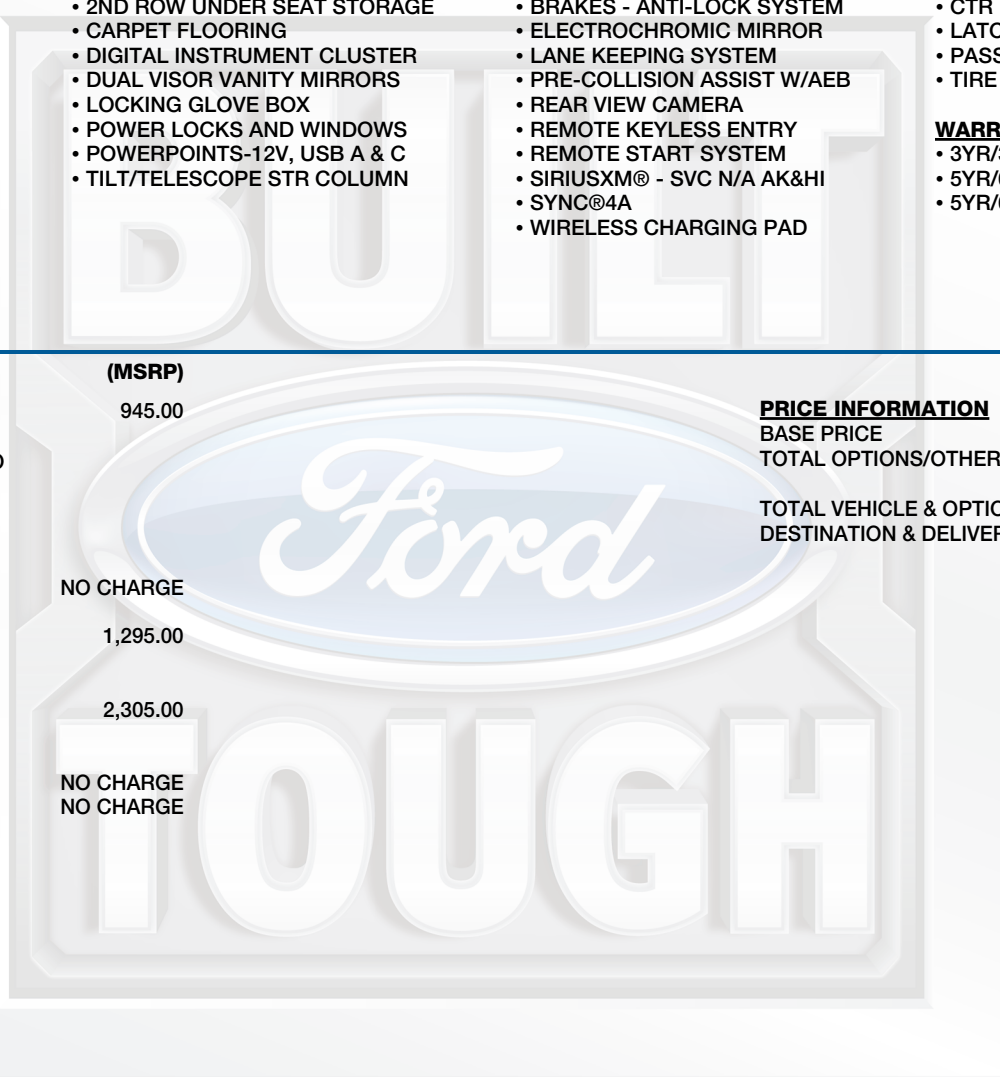 • 2ND ROW UNDER SEAT STORAGE
• CARPET FLOORING
• DIGITAL INSTRUMENT CLUSTER
• DUAL VISOR VANITY MIRRORS
• LOCKING GLOVE BOX
• POWER LOCKS AND WINDOWS
• POWERPOINTS-12V, USB A & C
• TILT/TELESCOPE STR COLUMN
• BRAKES - ANTI-LOCK SYSTEM
• ELECTROCHROMIC MIRROR
• LANE KEEPING SYSTEM
• PRE-COLLISION ASSIST W/AEB
• REAR VIEW CAMERA
• REMOTE KEYLESS ENTRY
• REMOTE START SYSTEM
• SIRIUSXM® - SVC N/A AK&HI
• SYNC®4A
• WIRELESS CHARGING PAD
• CTR
• LATC
• PASS
• TIRE
WARR
• 3YR/
• 5YR/
• 5YR/
BUILT
(MSRP)
945.00
NO CHARGE
1,295.00
2,305.00
NO CHARGE
NO CHARGE
PRICE INFORMATION
BASE PRICE
TOTAL OPTIONS/OTHER
TOTAL VEHICLE & OPTIO
DESTINATION & DELIVER
Ford
TOUGH